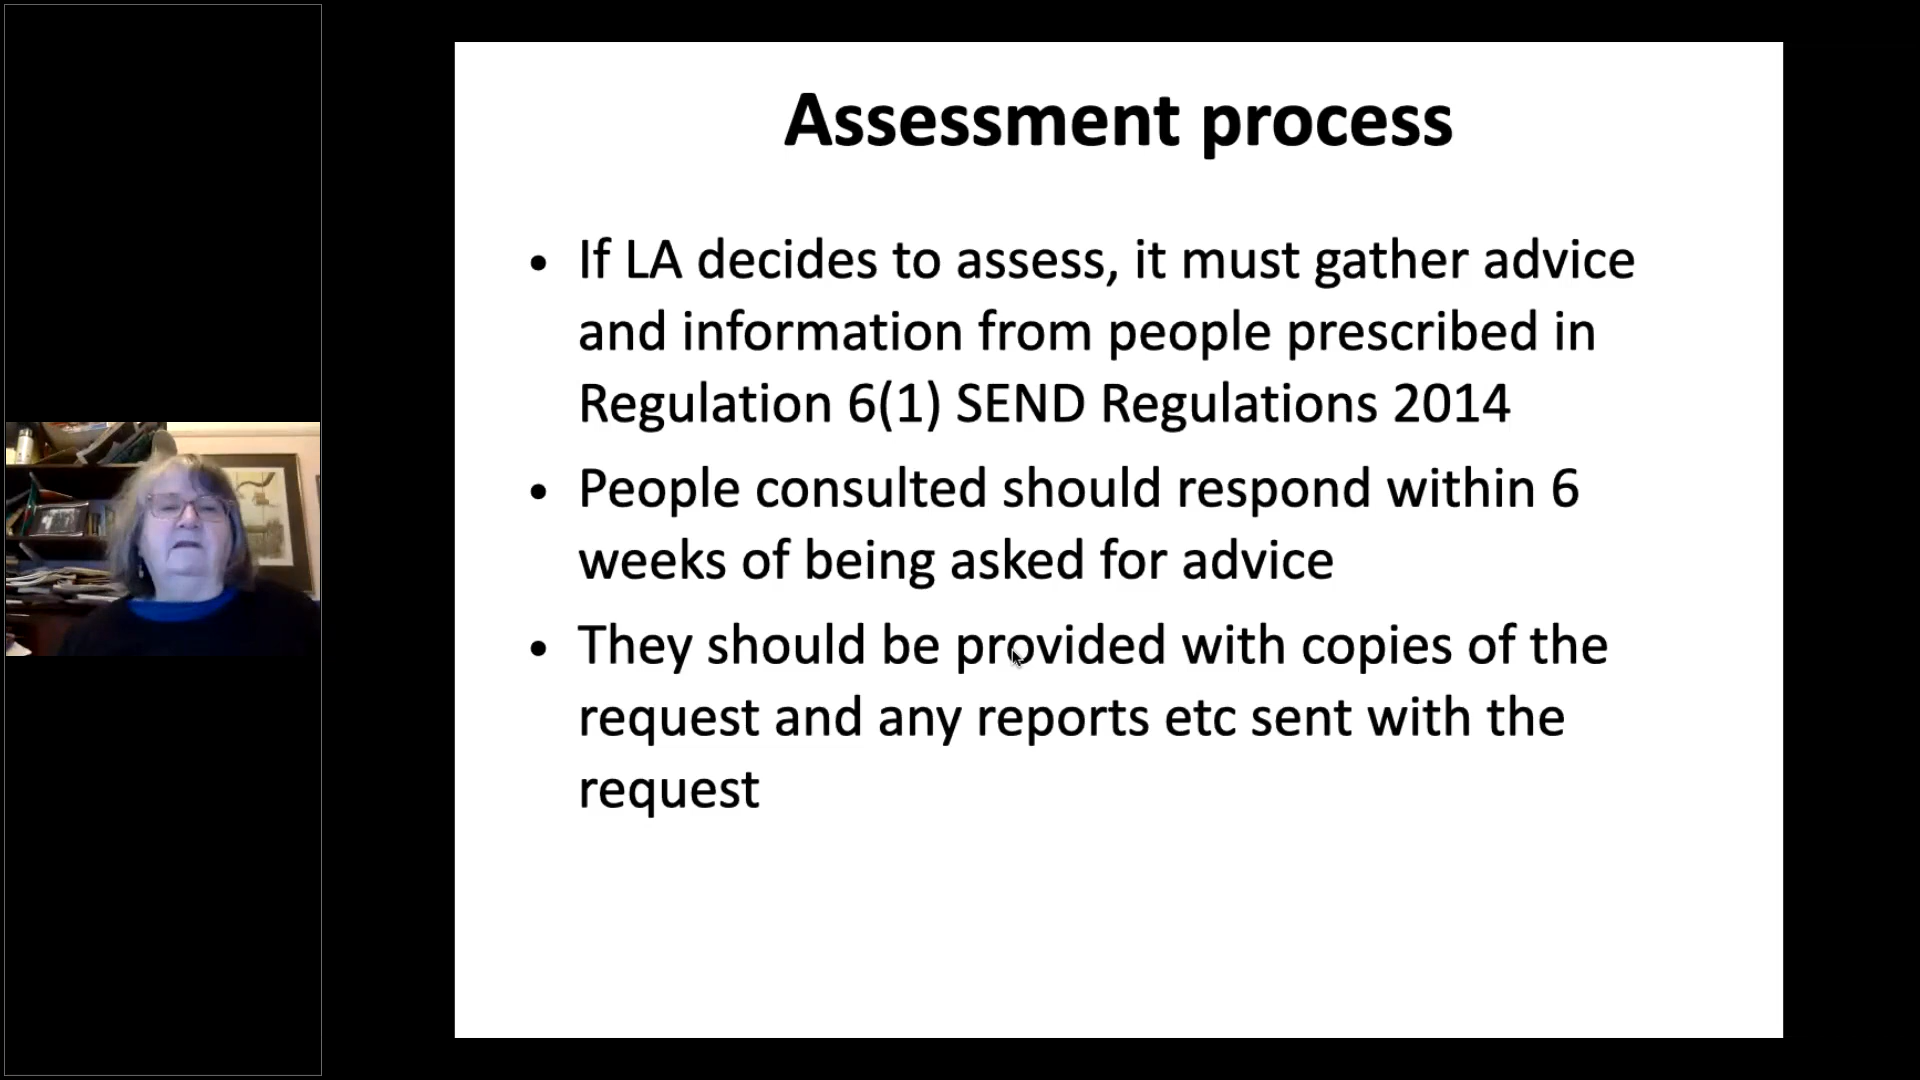 Assessment process
• If LA decides to assess, it must gather advice
and information from people prescribed in
Regulation 6(1) SEND Regulations 2014
• People consulted should respond within 6
weeks of being asked for advice
• They should be provided with copies of the
request and any reports etc sent with the
request